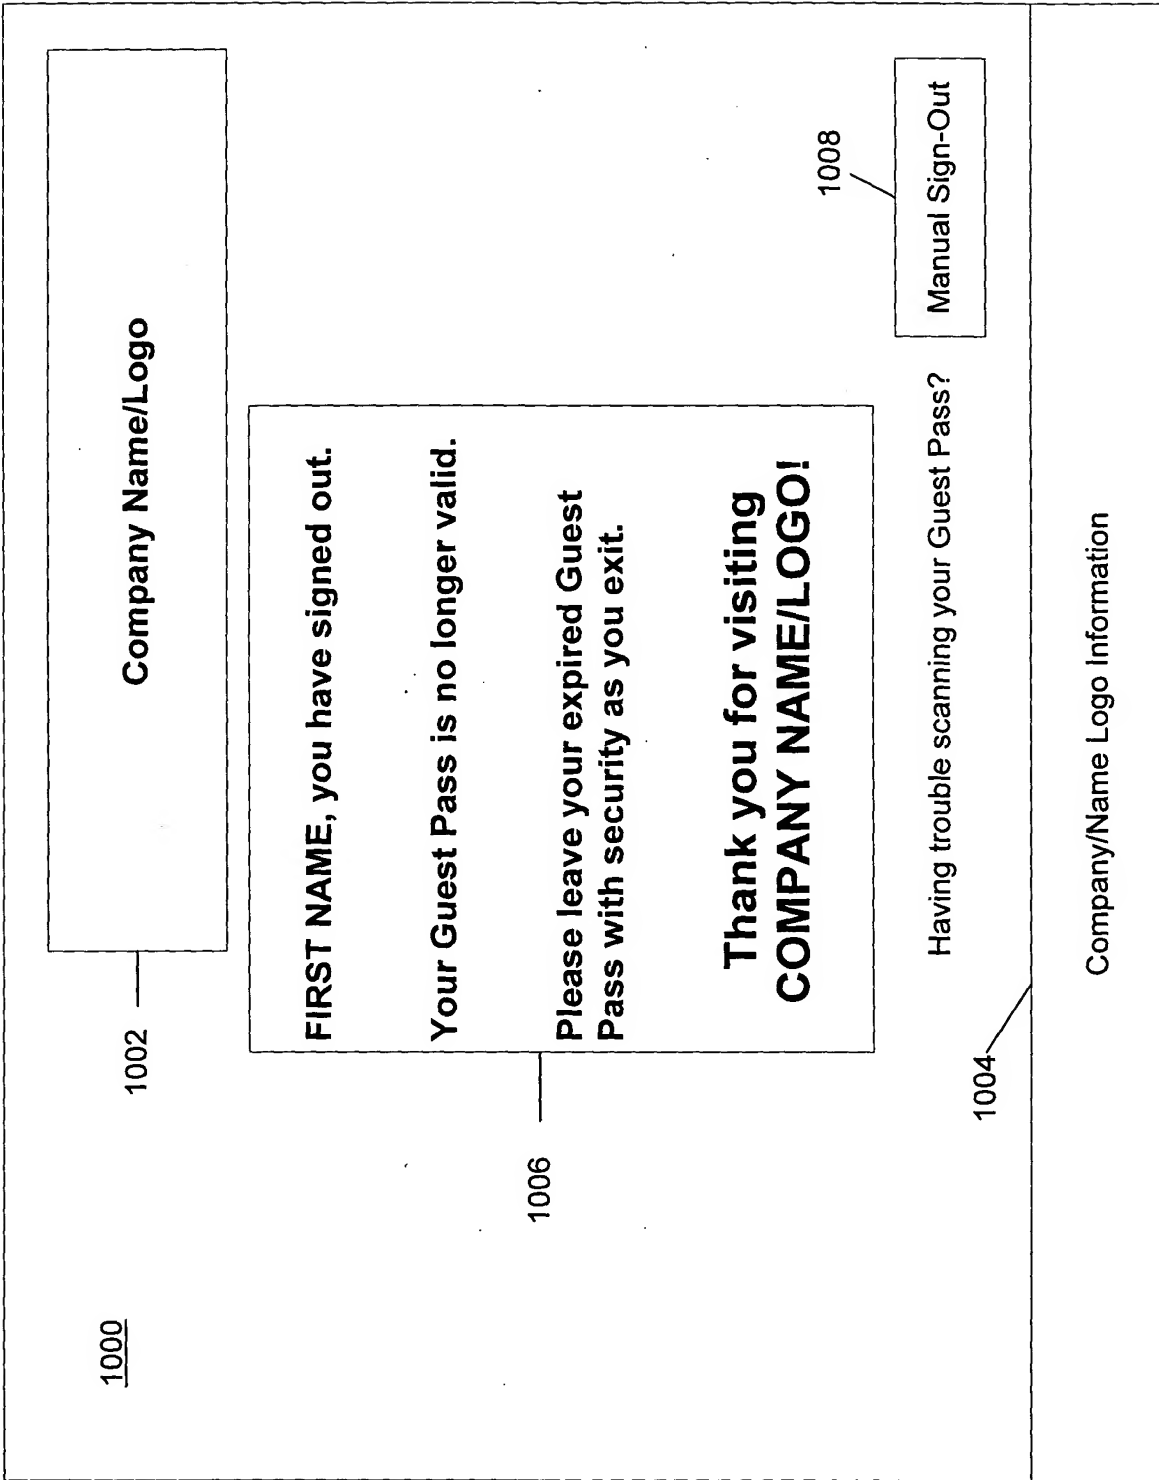 1000
1002
Company Name/Logo
1006
FIRST NAME, you have signed out.
Your Guest Pass is no longer valid.
Please leave your expired Guest
Pass with security as you exit.
Thank you for visiting
COMPANY NAME/LOGO!
1008
Having trouble scanning your Guest Pass?
Manual Sign-Out
1004
Company/Name Logo Information